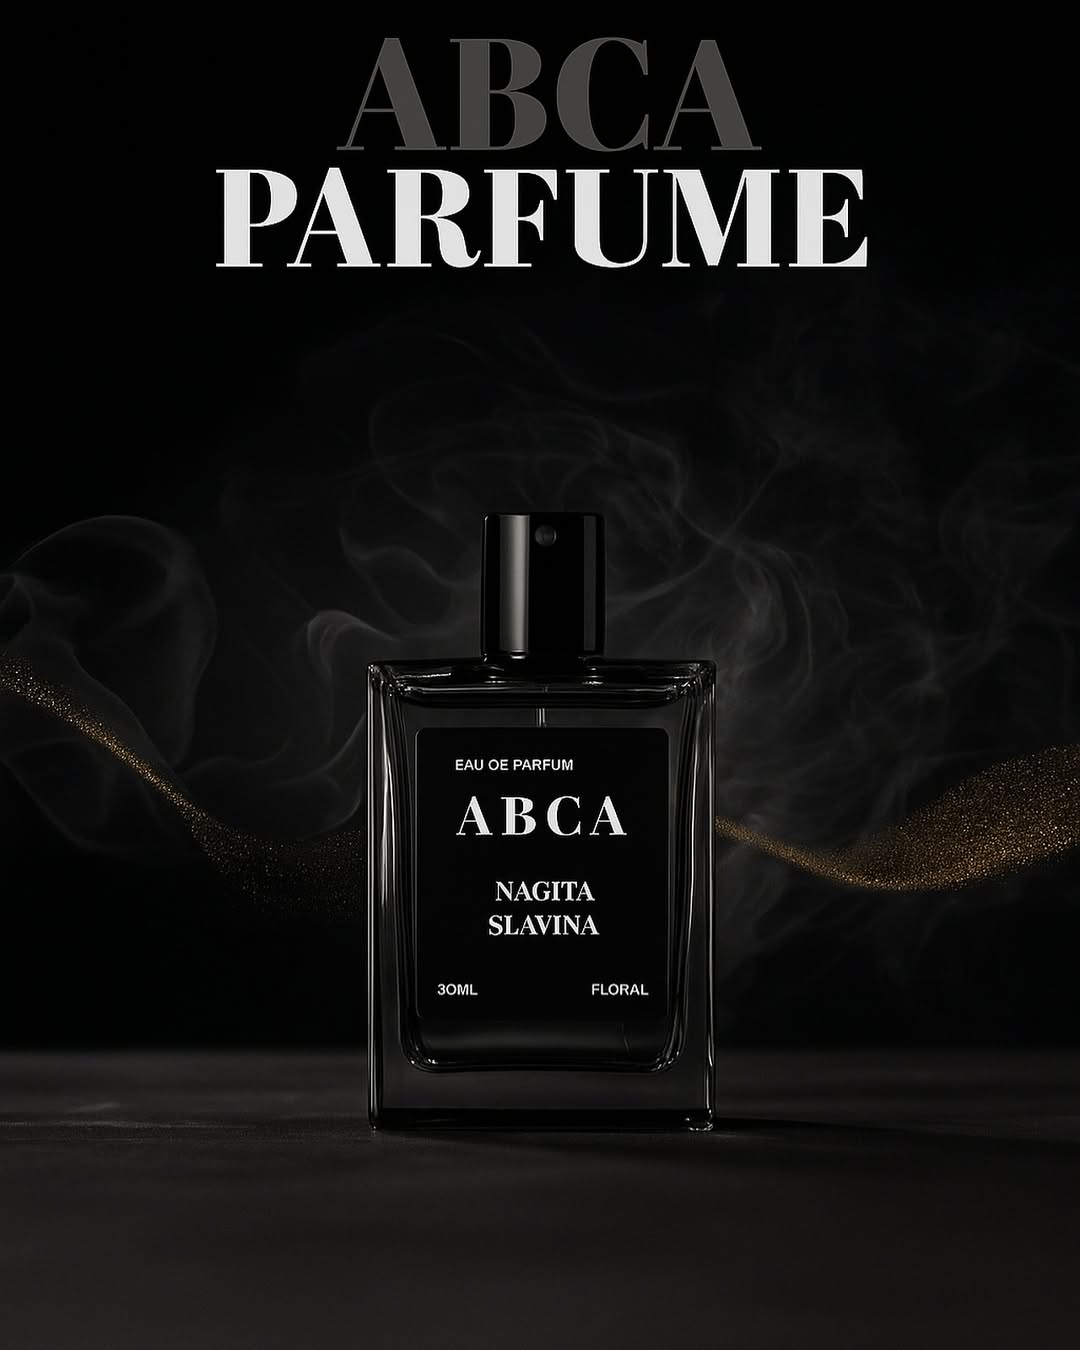 ABCA
PARFUME
EAU OE PARFUM
ABCA
NAGITA
SLAVINA
30ML FLORAL